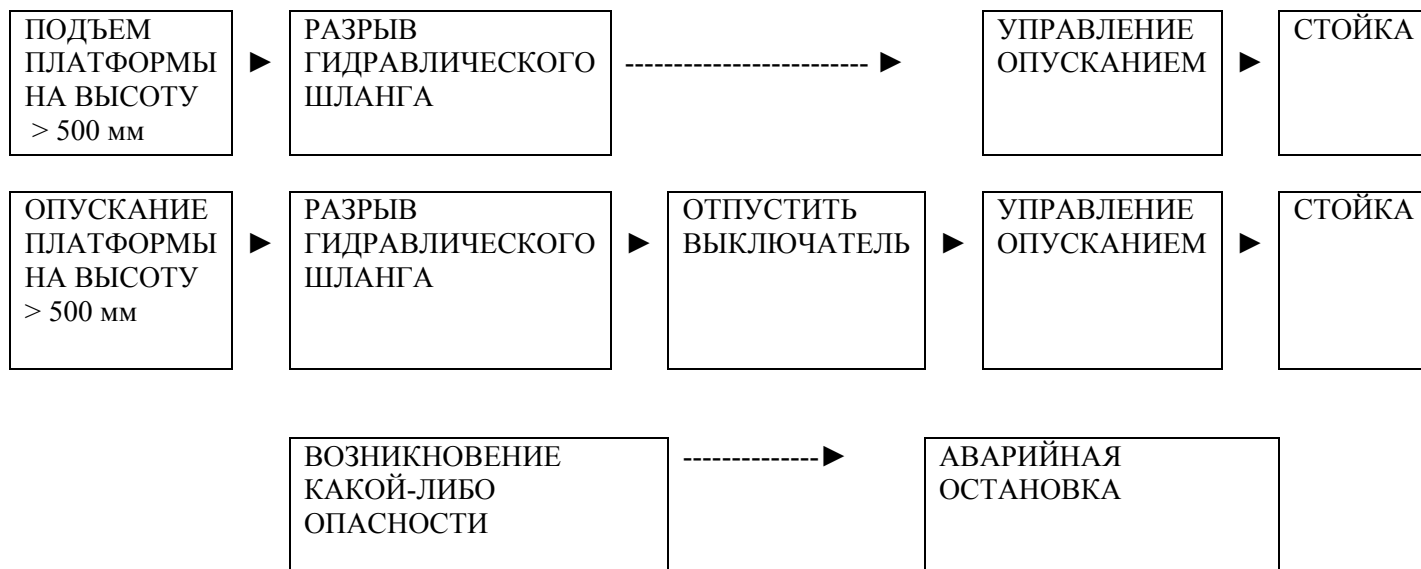 ПОДЪЕМ
ПЛАТФОРМЫ
НА ВЫСОТУ
> 500 мм
►
РАЗРЫВ
ГИДРАВЛИЧЕСКОГО
ШЛАНГА
------------------------- ►
УПРАВЛЕНИЕ
ОПУСКАНИЕМ
►
СТОЙКА
ОПУСКАНИЕ
ПЛАТФОРМЫ
НА ВЫСОТУ
> 500 мм
►
РАЗРЫВ
ГИДРАВЛИЧЕСКОГО
ШЛАНГА
►
ОТПУСТИТЬ
ВЫКЛЮЧАТЕЛЬ
►
УПРАВЛЕНИЕ
ОПУСКАНИЕМ
►
СТОЙКА
ВОЗНИКНОВЕНИЕ
КАКОЙ-ЛИБО
ОПАСНОСТИ
--------------►
АВАРИЙНАЯ
ОСТАНОВКА